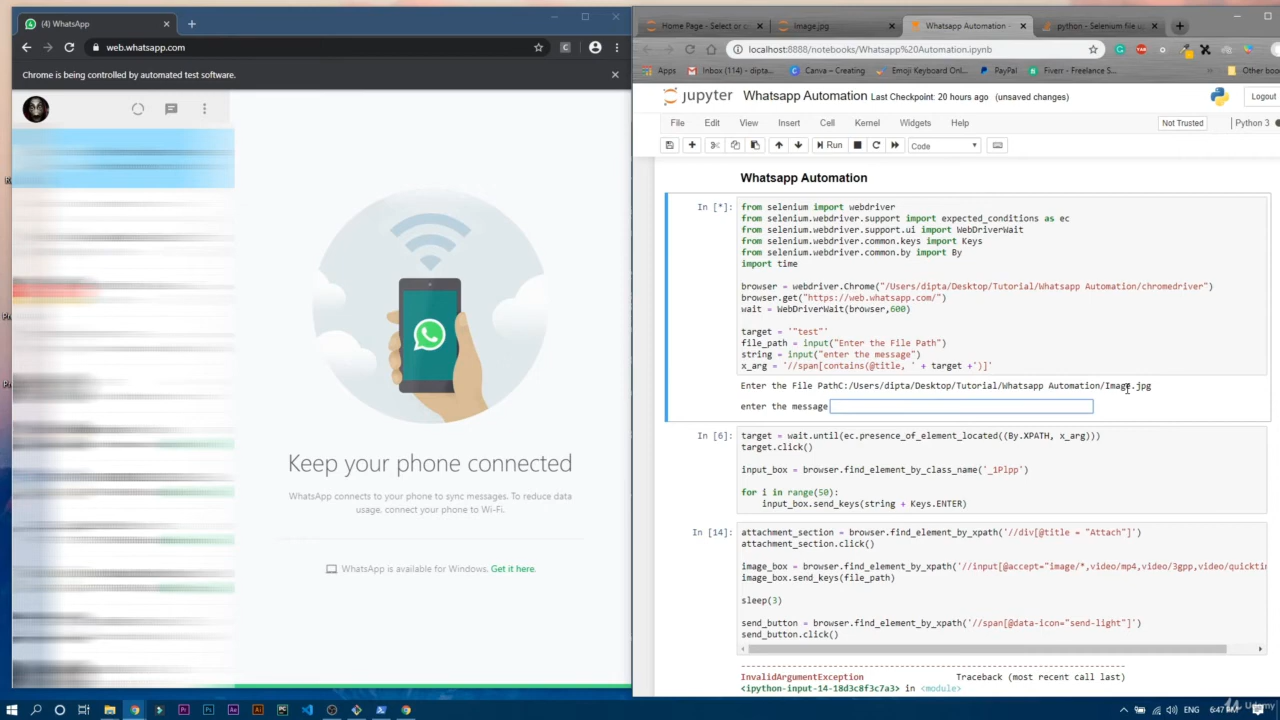 (4) WhatsApp
web.whatsapp.com
Chrome is being controlled by automated test software.
Keep your phone connected
WhatsApp connects to your phone to sync messages. To reduce data
usage, connect your phone to Wi-Fi.
WhatsApp is available for Windows. Get it here.
Home Page - Select or c
Image.jpg
Whatsapp Automation -
python - Selenium file u
localhost:8888/notebooks/Whatsapp%20Automation.ipynb
Apps
Inbox (114) - dipta...
Canva – Creating
Emoji Keyboard Onl...
PayPal
Fiverr - Freelance S...
Other boo
jupyter
Whatsapp Automation Last Checkpoint: 20 hours ago (unsaved changes)
Logout
File Edit View Insert Cell Kernel Widgets Help
Not Trusted
Python 3
Run
Code
Whatsapp Automation
In [*]:
from selenium import webdriver
from selenium.webdriver.support import expected_conditions as ec
from selenium.webdriver.support.ui import WebDriverWait
from selenium.webdriver.common.keys import Keys
from selenium.webdriver.common.by import By
import time
browser = webdriver.Chrome("/Users/dipta/Desktop/Tutorial/Whatsapp Automation/chromedriver")
browser.get("https://web.whatsapp.com/")
wait = WebDriverWait(browser,600)
target = '"test"'
file_path = input("Enter the File Path")
string = input("enter the message")
x_arg = '//span[contains(@title, ' + target +')]'
Enter the File PathC:/Users/dipta/Desktop/Tutorial/Whatsapp Automation/Image.jpg
enter the message
In [6]:
target = wait.until(ec.presence_of_element_located((By.XPATH, x_arg)))
target.click()
input_box = browser.find_element_by_class_name('_1Plpp')
for i in range(50):
input_box.send_keys(string + Keys.ENTER)
In [14]:
attachment_section = browser.find_element_by_xpath('//div[@title = "Attach"]')
attachment_section.click()
image_box = browser.find_element_by_xpath('//input[@accept="image/*,video/mp4,video/3gpp,video/quicktim
image_box.send_keys(file_path)
sleep(3)
send_button = browser.find_element_by_xpath('//span[@data-icon="send-light"]')
send_button.click()
InvalidArgumentException Traceback (most recent call last)
<ipython-input-14-18d3c8f3c7a3> in <module>
ENG
6:47 PM
Udemy